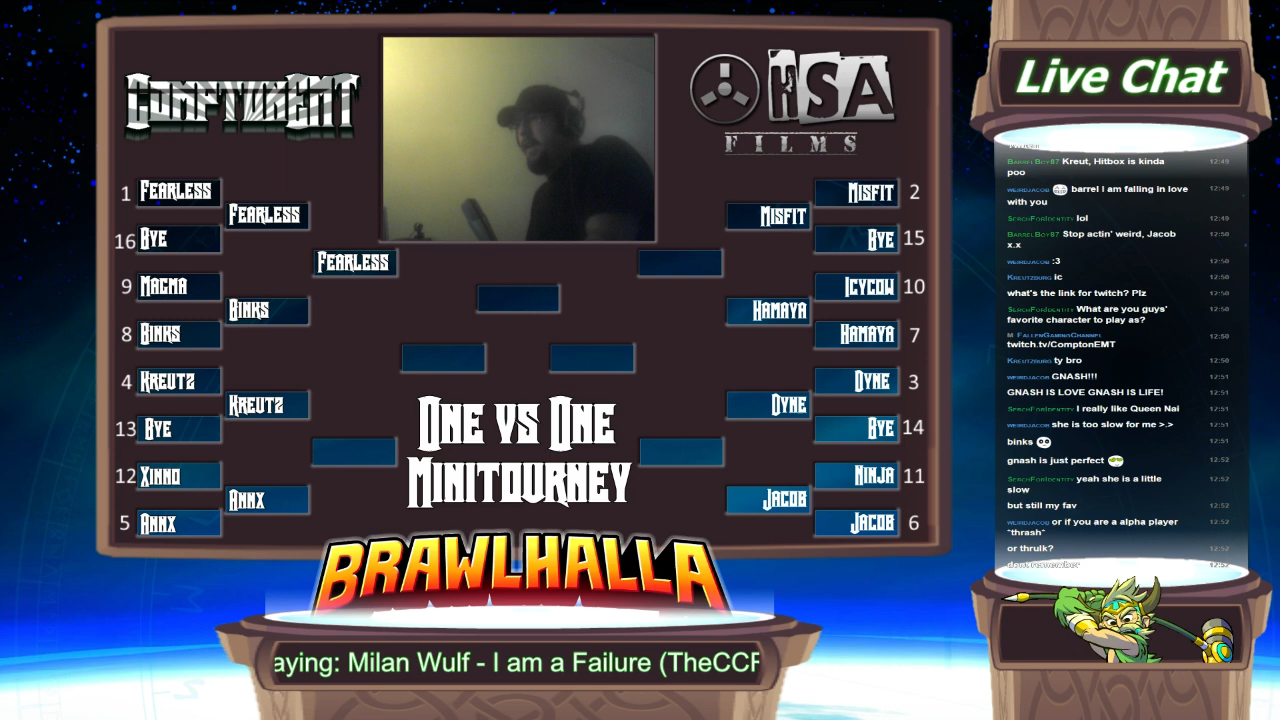 COMPTONEMT
HSA
FILMS
1 FEARLESS
16 BYE
9 MAGMA
8 BINKS
4 KREUTZ
13 BYE
12 XINNO
5 ANNX
FEARLESS
BINKS
KREUTZ
ANNX
FEARLESS
MISFIT
HAMAYA
DYNE
JACOB
MISFIT 2
BYE 15
ICYCOW 10
HAMAYA 7
DYNE 3
BYE 14
NINJA 11
JACOB 6
ONE VS ONE
MINITOURNEY
BRAWLHALLA
aying: Milan Wulf - I am a Failure (TheCCF
Live Chat
BarrelBoy87 Kreut, Hitbox is kinda 12:49
poo
weirdjacob barrel I am falling in love 12:49
with you
SerchForIdentity lol 12:49
BarrelBoy87 Stop actin' weird, Jacob 12:50
x.x
weirdjacob :3 12:50
Kreutzburg ic 12:50
what's the link for twitch? Plz 12:50
SerchForIdentity What are you guys' 12:50
favorite character to play as?
M FallenGamingChannel 12:50
twitch.tv/ComptonEMT
Kreutzburg ty bro 12:50
weirdjacob GNASH!!! 12:51
GNASH IS LOVE GNASH IS LIFE! 12:51
SerchForIdentity I really like Queen Nai 12:51
weirdjacob she is too slow for me >.> 12:51
binks 12:51
gnash is just perfect 12:52
SerchForIdentity yeah she is a little 12:52
slow
but still my fav 12:52
weirdjacob or if you are a alpha player 12:52
*thrash*
or thrulk? 12:52
dont remember 12:52